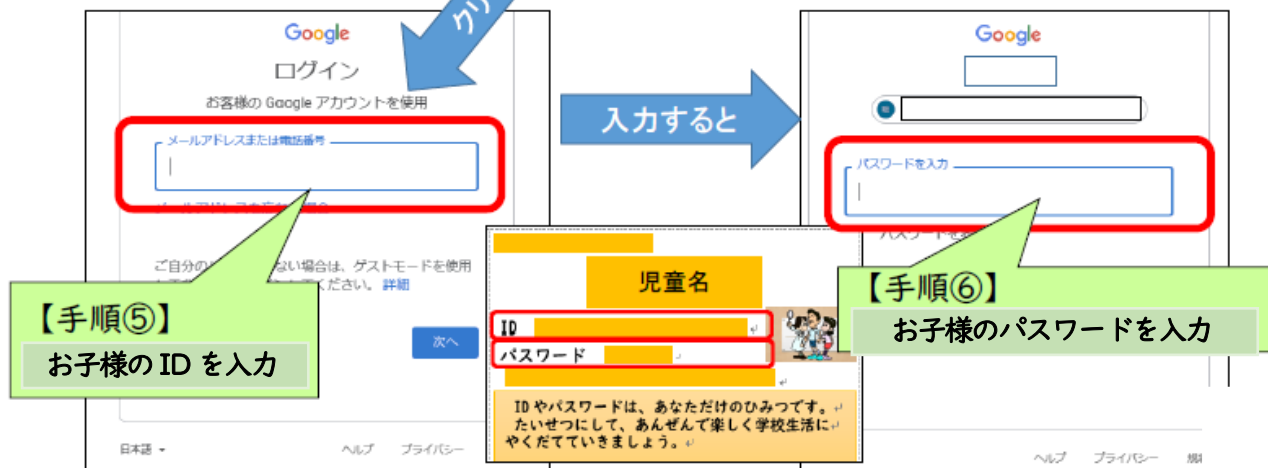 クリ
Google
ログイン
お客様の Google アカウントを使用
メールアドレスまたは電話番号
ご自分の
ない場合は、ゲストモードを使用
ください。 詳細
次へ
【手順⑤】
お子様の ID を入力
日本語
ヘルプ プライバシー
入力すると
児童名
ID
パスワード
ID やパスワードは、あなただけのひみつです。
たいせつにして、あんぜんで楽しく学校生活に
やくだてていきましょう。
Google
パスワードを入力
【手順⑥】
お子様のパスワードを入力
ヘルプ プライバシー 規